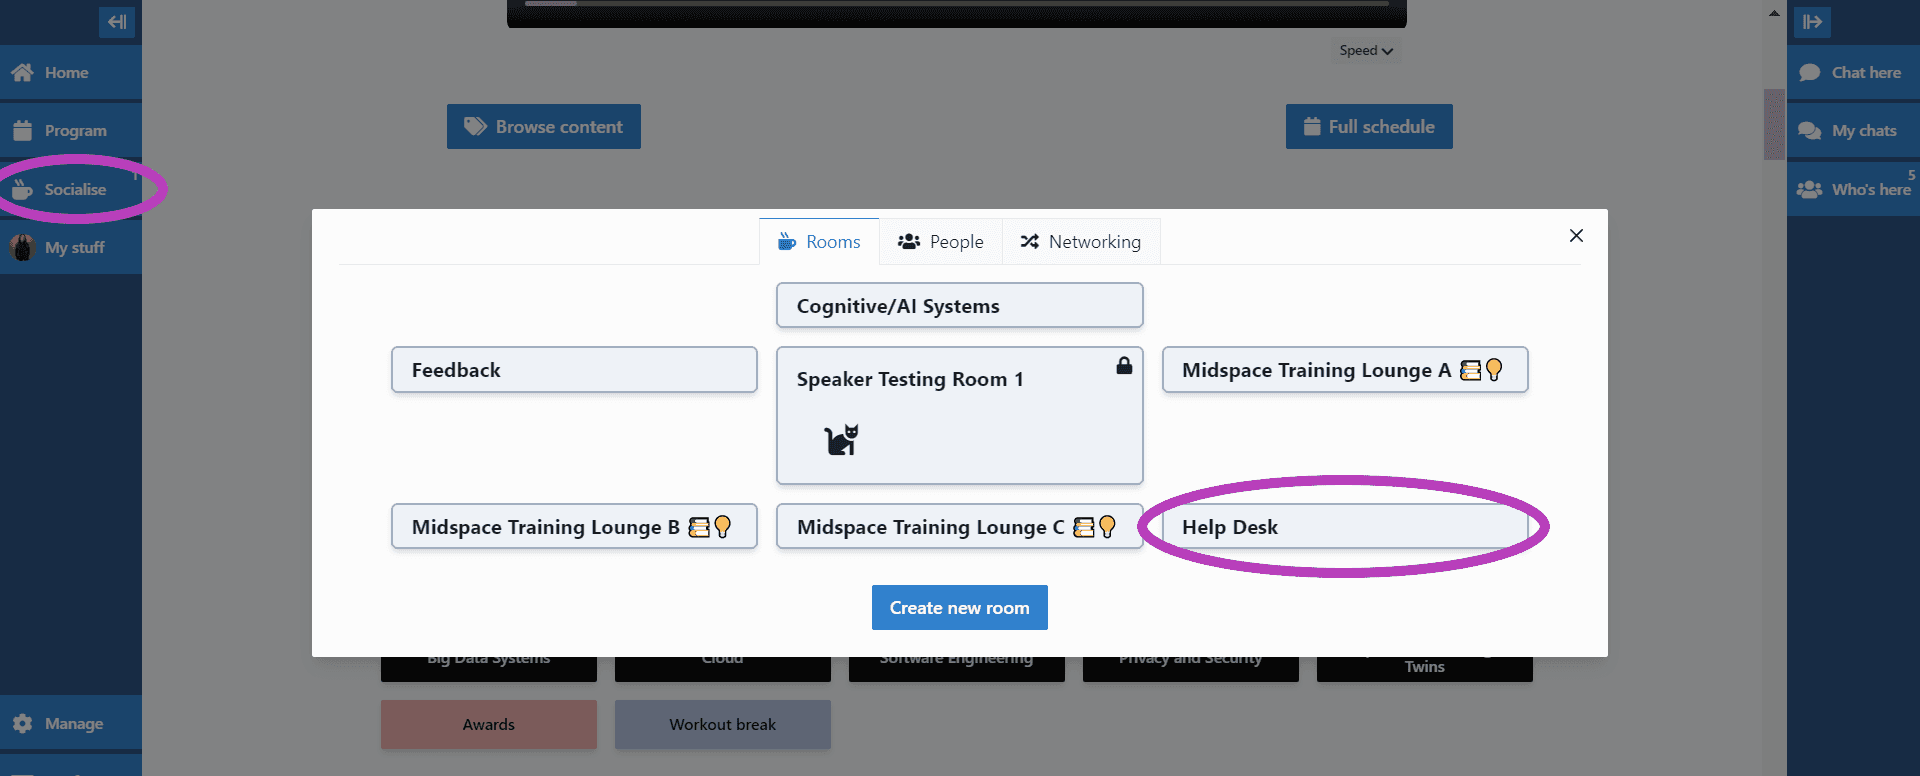 Home
Program
Socialise
My stuff
Manage
Speed
Browse content
Full schedule
Rooms
People
Networking
Cognitive/AI Systems
Feedback
Speaker Testing Room 1
Midspace Training Lounge A
Midspace Training Lounge B
Midspace Training Lounge C
Help Desk
Create new room
Big Data Systems
Cloud
Software Engineering
Privacy and Security
Twins
Awards
Workout break
Chat here
My chats
5
Who's here